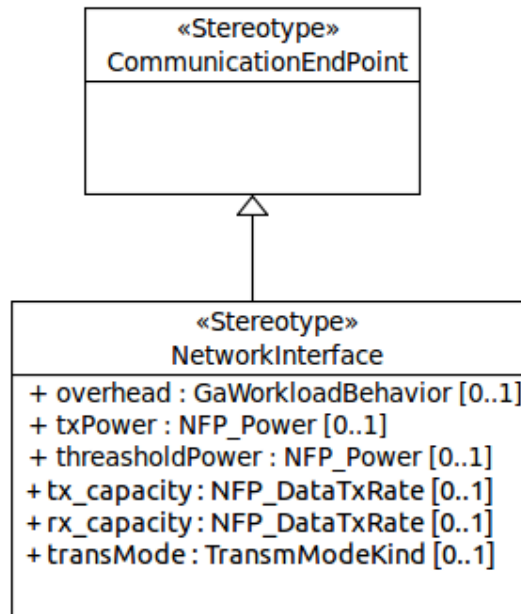 «Stereotype»
CommunicationEndPoint
«Stereotype»
NetworkInterface
+ overhead : GaWorkloadBehavior [0..1]
+ txPower : NFP_Power [0..1]
+ threasholdPower : NFP_Power [0..1]
+ tx_capacity : NFP_DataTxRate [0..1]
+ rx_capacity : NFP_DataTxRate [0..1]
+ transMode : TransmModeKind [0..1]